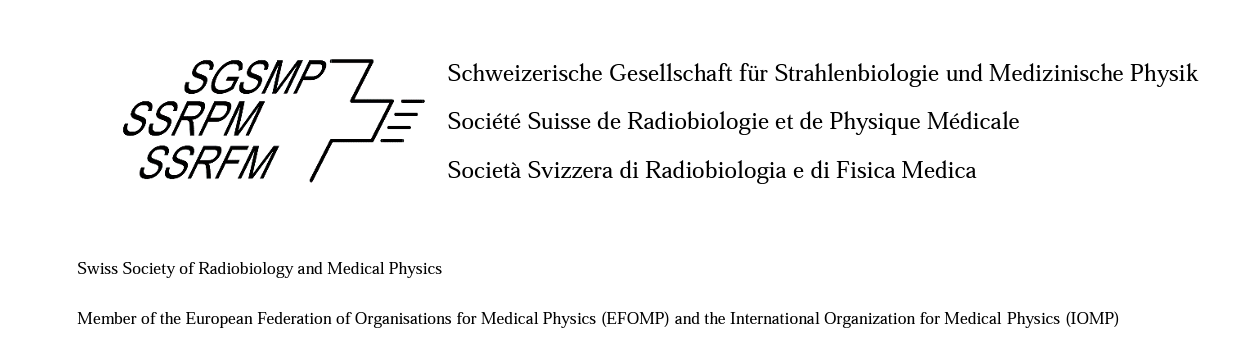 SGSMP
SSRPM
SSRFM
Schweizerische Gesellschaft für Strahlenbiologie und Medizinische Physik
Société Suisse de Radiobiologie et de Physique Médicale
Società Svizzera di Radiobiologia e di Fisica Medica
Swiss Society of Radiobiology and Medical Physics
Member of the European Federation of Organisations for Medical Physics (EFOMP) and the International Organization for Medical Physics (IOMP)